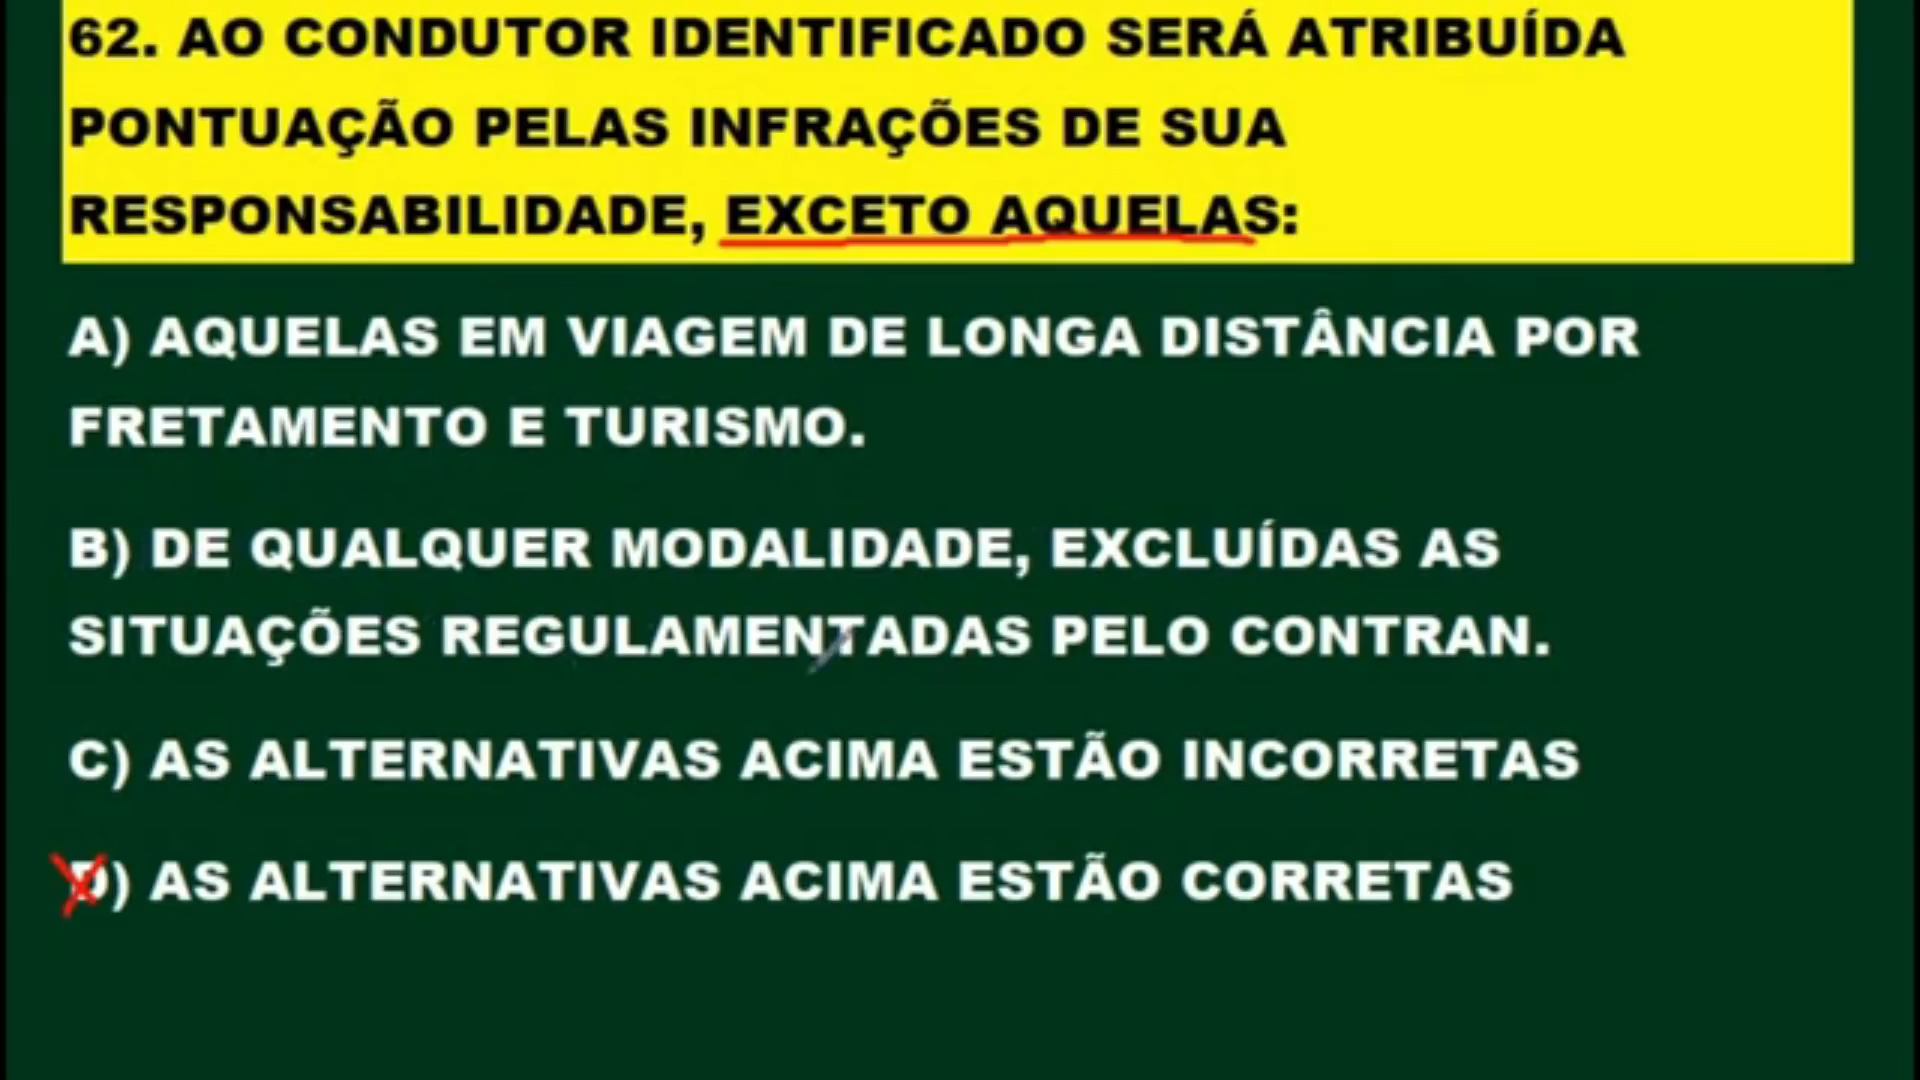 62. AO CONDUTOR IDENTIFICADO SERÁ ATRIBUÍDA
PONTUAÇÃO PELAS INFRAÇÕES DE SUA
RESPONSABILIDADE, EXCETO AQUELAS:
A) AQUELAS EM VIAGEM DE LONGA DISTÂNCIA POR
FRETAMENTO E TURISMO.
B) DE QUALQUER MODALIDADE, EXCLUÍDAS AS
SITUAÇÕES REGULAMENTADAS PELO CONTRAN.
C) AS ALTERNATIVAS ACIMA ESTÃO INCORRETAS
D) AS ALTERNATIVAS ACIMA ESTÃO CORRETAS